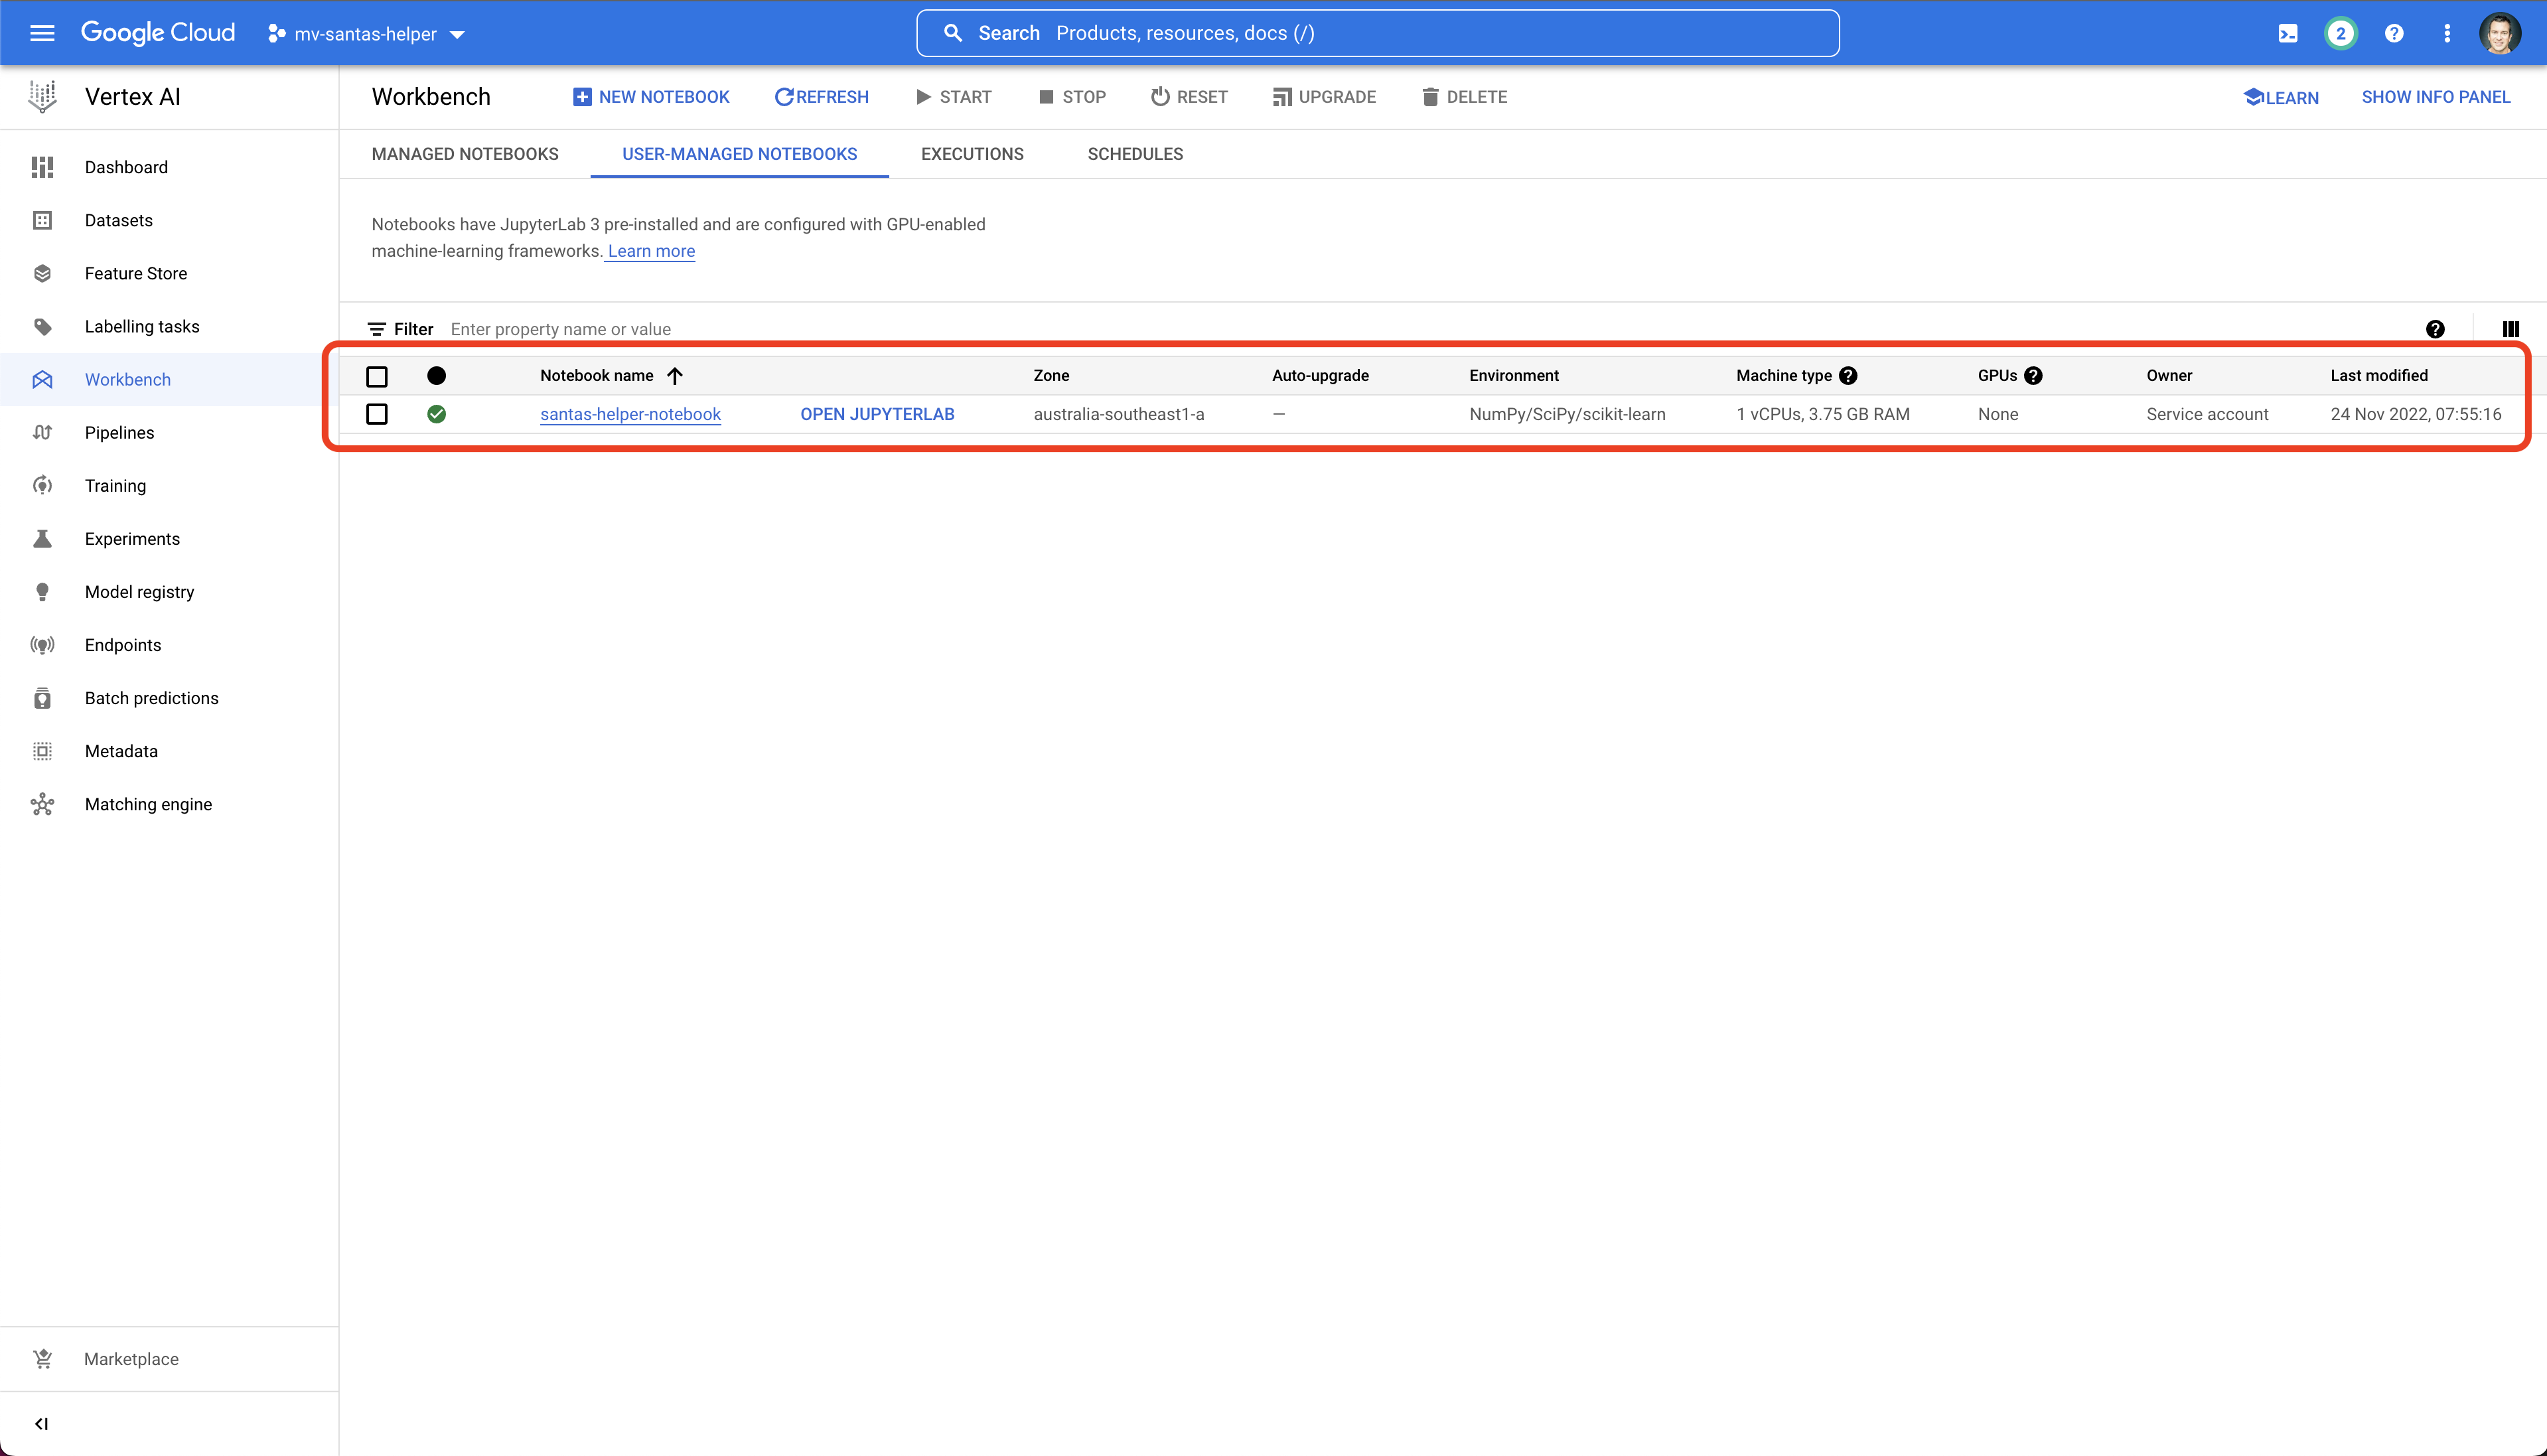 Google Cloud mv-santas-helper Search Products, resources, docs (/) 2
Vertex AI
Workbench NEW NOTEBOOK REFRESH START STOP RESET UPGRADE DELETE LEARN SHOW INFO PANEL
MANAGED NOTEBOOKS USER-MANAGED NOTEBOOKS EXECUTIONS SCHEDULES
Notebooks have JupyterLab 3 pre-installed and are configured with GPU-enabled
machine-learning frameworks. Learn more
Filter Enter property name or value
Notebook name Zone Auto-upgrade Environment Machine type GPUs Owner Last modified
santas-helper-notebook OPEN JUPYTERLAB australia-southeast1-a — NumPy/SciPy/scikit-learn 1 vCPUs, 3.75 GB RAM None Service account 24 Nov 2022, 07:55:16
Dashboard
Datasets
Feature Store
Labelling tasks
Workbench
Pipelines
Training
Experiments
Model registry
Endpoints
Batch predictions
Metadata
Matching engine
Marketplace